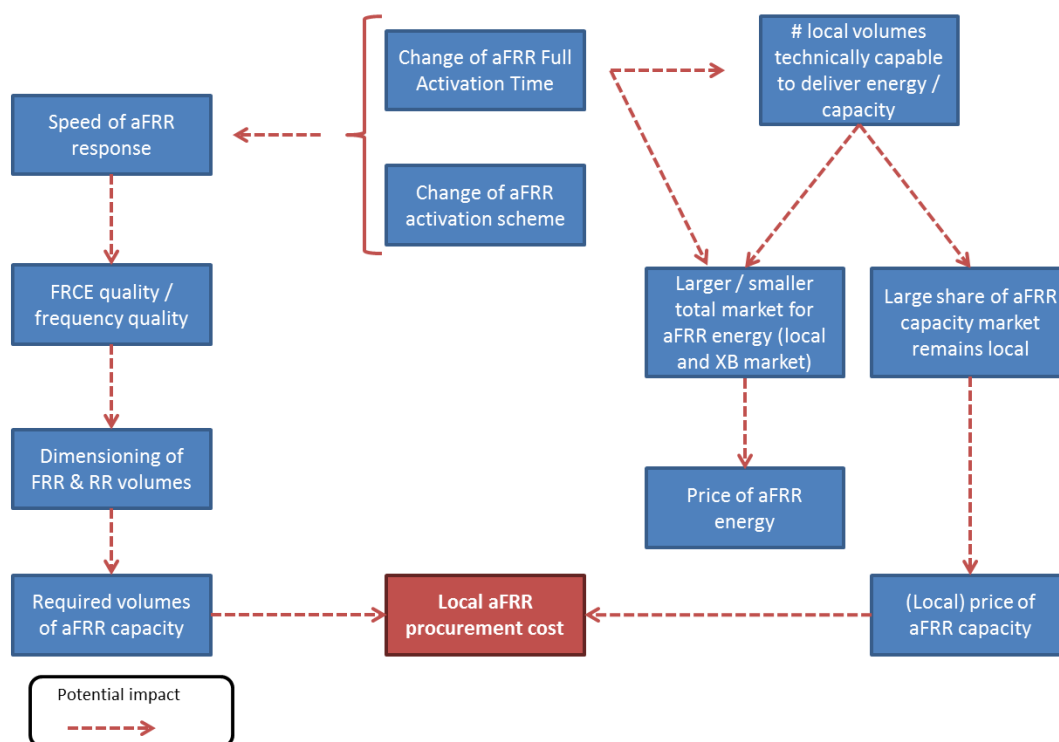 Change of aFRR Full
Activation Time
# local volumes
technically capable
to deliver energy /
capacity
Speed of aFRR
response
Change of aFRR
activation scheme
FRCE quality /
frequency quality
Larger / smaller
total market for
aFRR energy (local
and XB market)
Large share of aFRR
capacity market
remains local
Dimensioning of
FRR & RR volumes
Price of aFRR
energy
Required volumes
of aFRR capacity
Local aFRR
procurement cost
(Local) price of
aFRR capacity
Potential impact